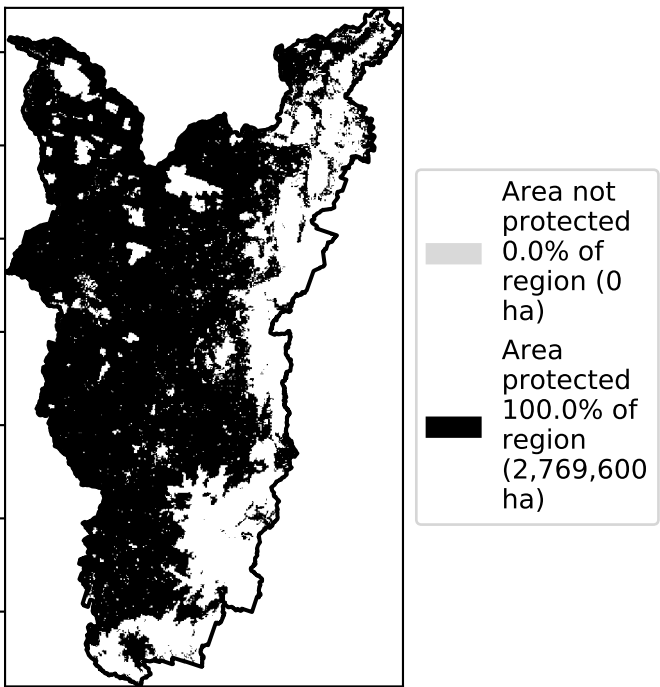 Area not
protected
0.0% of
region (0
ha)
Area
protected
100.0% of
region
(2,769,600
ha)